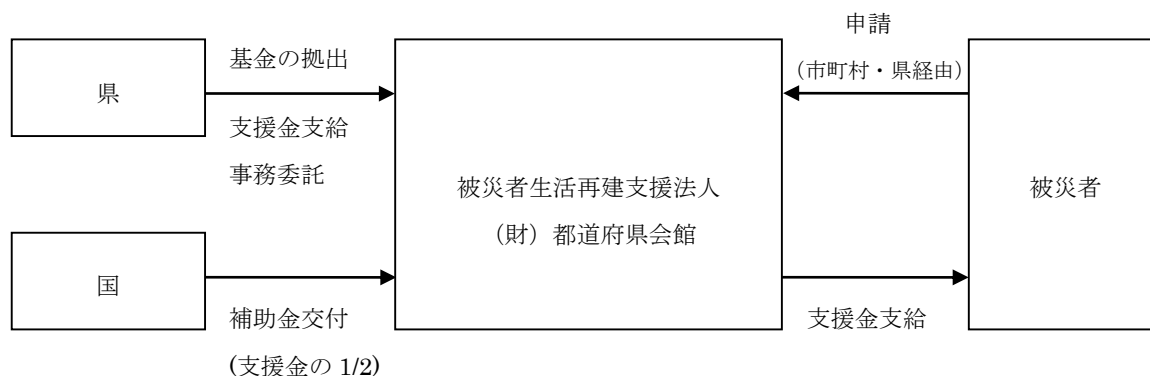 県
基金の拠出
支援金支給
事務委託
国
補助金交付
(支援金の 1/2)
被災者生活再建支援法人
（財）都道府県会館
申請
（市町村・県経由）
支援金支給
被災者